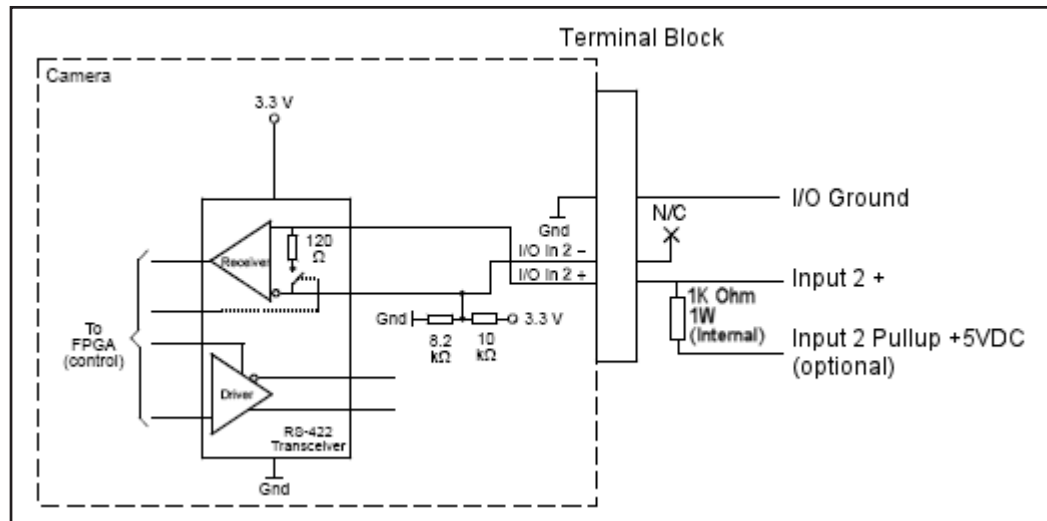 Terminal Block
Camera
3.3 V
I/O Ground
N/C
Gnd
120
Ω
Receiver
I/O In 2 –
I/O In 2 +
Input 2 +
1K Ohm
1W
(Internal)
Gnd
3.3 V
8.2
kΩ
10
kΩ
To
FPGA
(control)
Input 2 Pullup +5VDC
(optional)
Driver
RS-422
Transceiver
Gnd